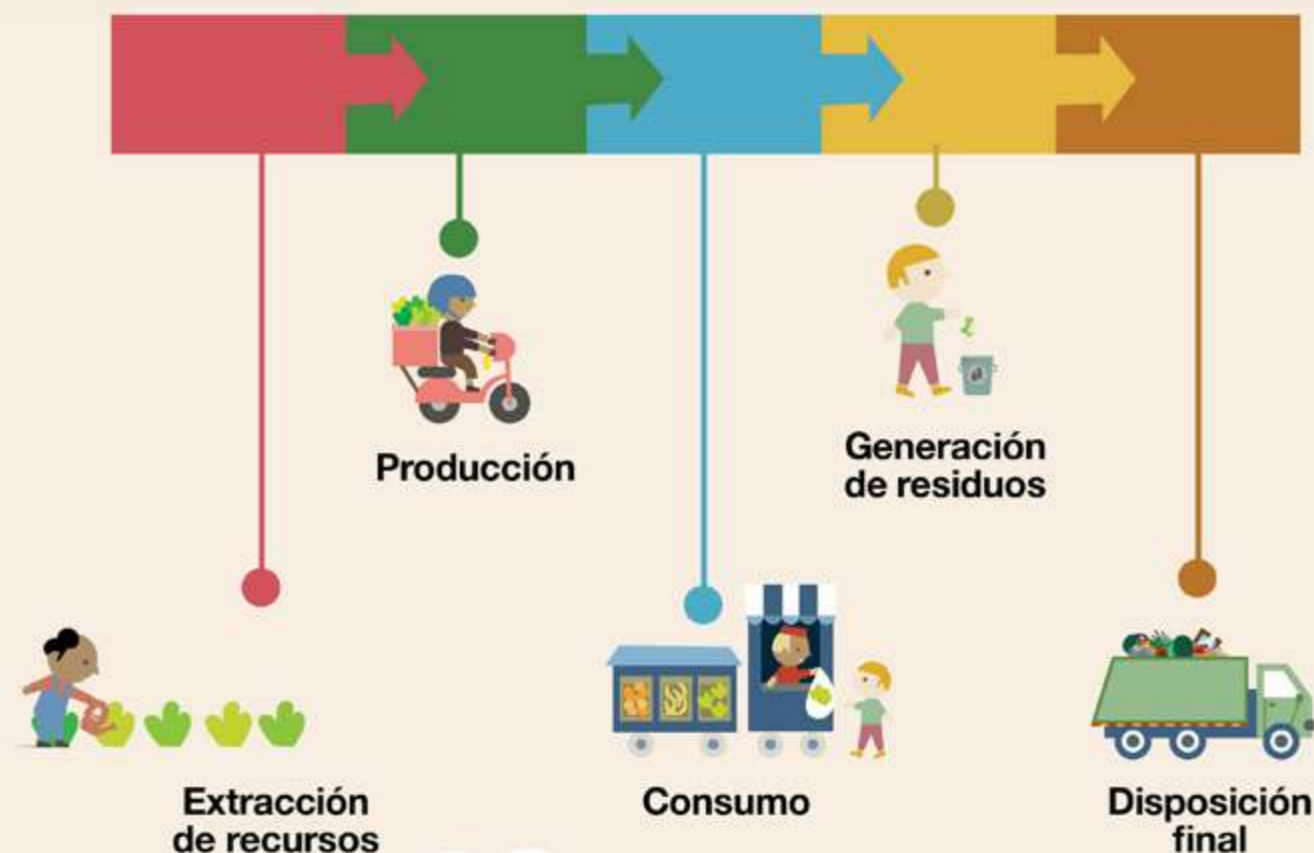 Extracción
de recursos
Producción
Consumo
Generación
de residuos
Disposición
final